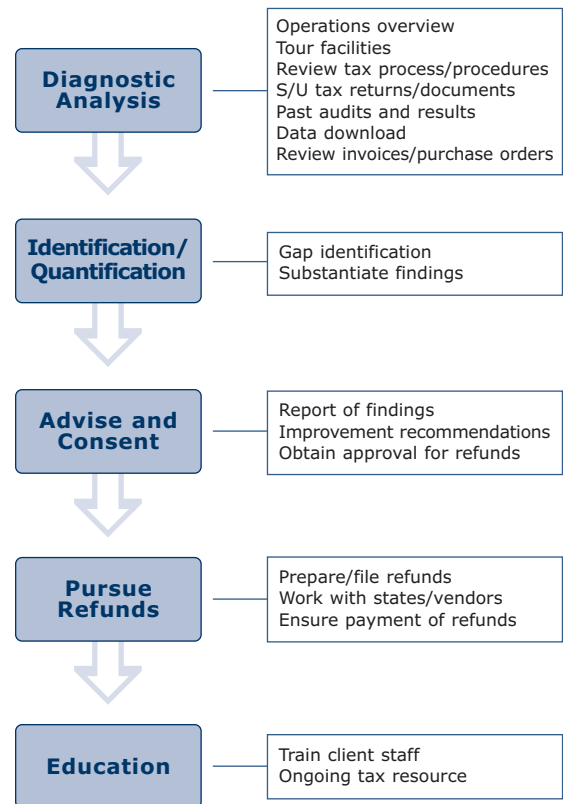 Diagnostic
Analysis
Operations overview
Tour facilities
Review tax process/procedures
S/U tax returns/documents
Past audits and results
Data download
Review invoices/purchase orders
Identification/
Quantification
Gap identification
Substantiate findings
Advise and
Consent
Report of findings
Improvement recommendations
Obtain approval for refunds
Pursue
Refunds
Prepare/file refunds
Work with states/vendors
Ensure payment of refunds
Education
Train client staff
Ongoing tax resource